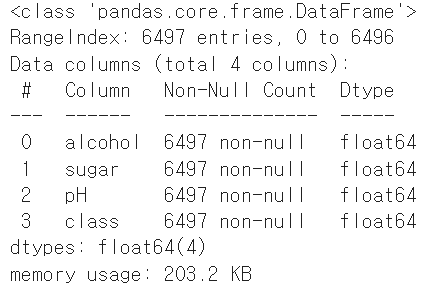 <class 'pandas.core.frame.DataFrame'>
RangeIndex: 6497 entries, 0 to 6496
Data columns (total 4 columns):
 #   Column   Non-Null Count  Dtype
---  ------   --------------  -----
 0   alcohol  6497 non-null   float64
 1   sugar    6497 non-null   float64
 2   pH       6497 non-null   float64
 3   class    6497 non-null   float64
dtypes: float64(4)
memory usage: 203.2 KB